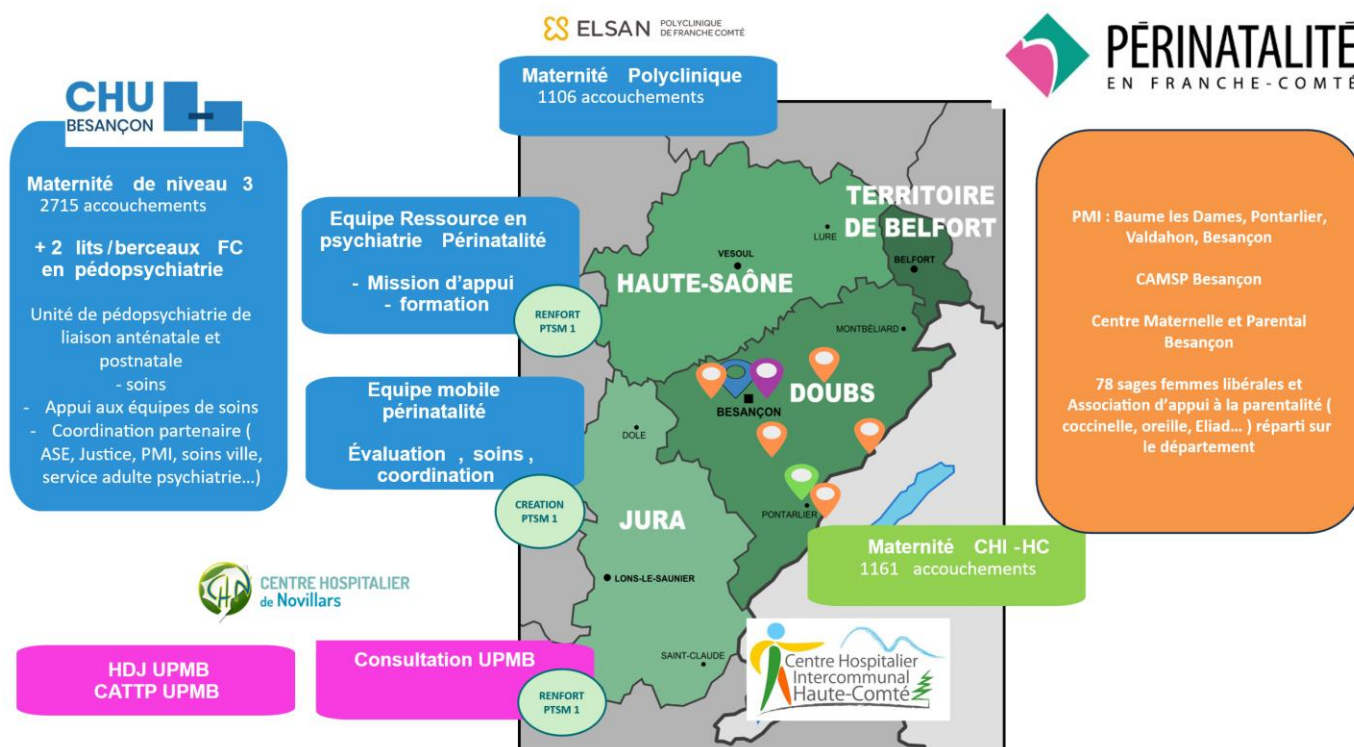 ELSAN
POLYCLINIQUE
DE FRANCHE COMTÉ
PÉRINATALITÉ
EN FRANCHE-COMTÉ
CHU
BESANÇON
Maternité Polyclinique
1106 accouchements
Maternité de niveau 3
2715 accouchements
+ 2 lits/berceaux FC
en pédopsychiatrie
Unité de pédopsychiatrie de
liaison anténatale et
postnatale
- soins
- Appui aux équipes de soins
- Coordination partenaire (
ASE, Justice, PMI, soins ville,
service adulte psychiatrie...)
Equipe Ressource en
psychiatrie Périnatalité
- Mission d'appui
- formation
RENFORT
PTSM 1
Equipe mobile
périnatalité
Évaluation , soins ,
coordination
CREATION
PTSM 1
TERRITOIRE
DE BELFORT
LURE
BELFORT
VESOUL
HAUTE-SAÔNE
MONTBÉLIARD
DOUBS
BESANÇON
DOLE
PONTARLIER
JURA
LONS-LE-SAUNIER
SAINT-CLAUDE
PMI : Baume les Dames, Pontarlier,
Valdahon, Besançon
CAMSP Besançon
Centre Maternelle et Parental
Besançon
78 sages femmes libérales et
Association d'appui à la parentalité (
coccinelle, oreille, Eliad... ) réparti sur
le département
Maternité CHI -HC
1161 accouchements
CENTRE HOSPITALIER
de Novillars
HDJ UPMB
CATTP UPMB
Consultation UPMB
RENFORT
PTSM 1
Centre Hospitalier
Intercommunal
Haute-Comté